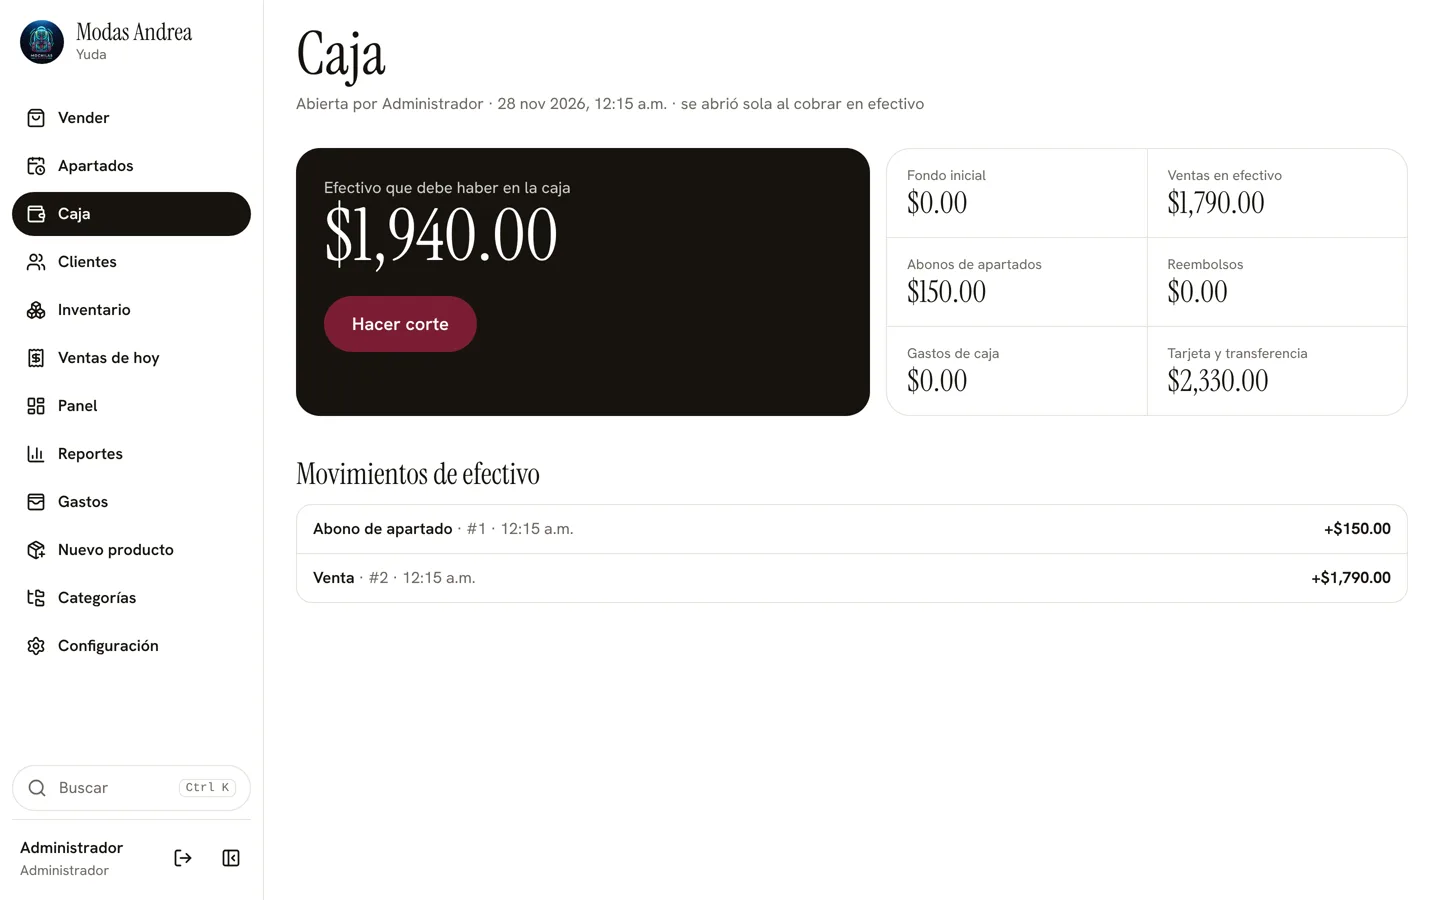 Modas Andrea
Yuda
Vender
Apartados
Caja
Clientes
Inventario
Ventas de hoy
Panel
Reportes
Gastos
Nuevo producto
Categorías
Configuración
Buscar
Ctrl K
Administrador
Administrador
Caja
Abierta por Administrador · 28 nov 2026, 12:15 a.m. · se abrió sola al cobrar en efectivo
Efectivo que debe haber en la caja
$1,940.00
Hacer corte
Fondo inicial
$0.00
Ventas en efectivo
$1,790.00
Abonos de apartados
$150.00
Reembolsos
$0.00
Gastos de caja
$0.00
Tarjeta y transferencia
$2,330.00
Movimientos de efectivo
Abono de apartado · #1 · 12:15 a.m.
+$150.00
Venta · #2 · 12:15 a.m.
+$1,790.00